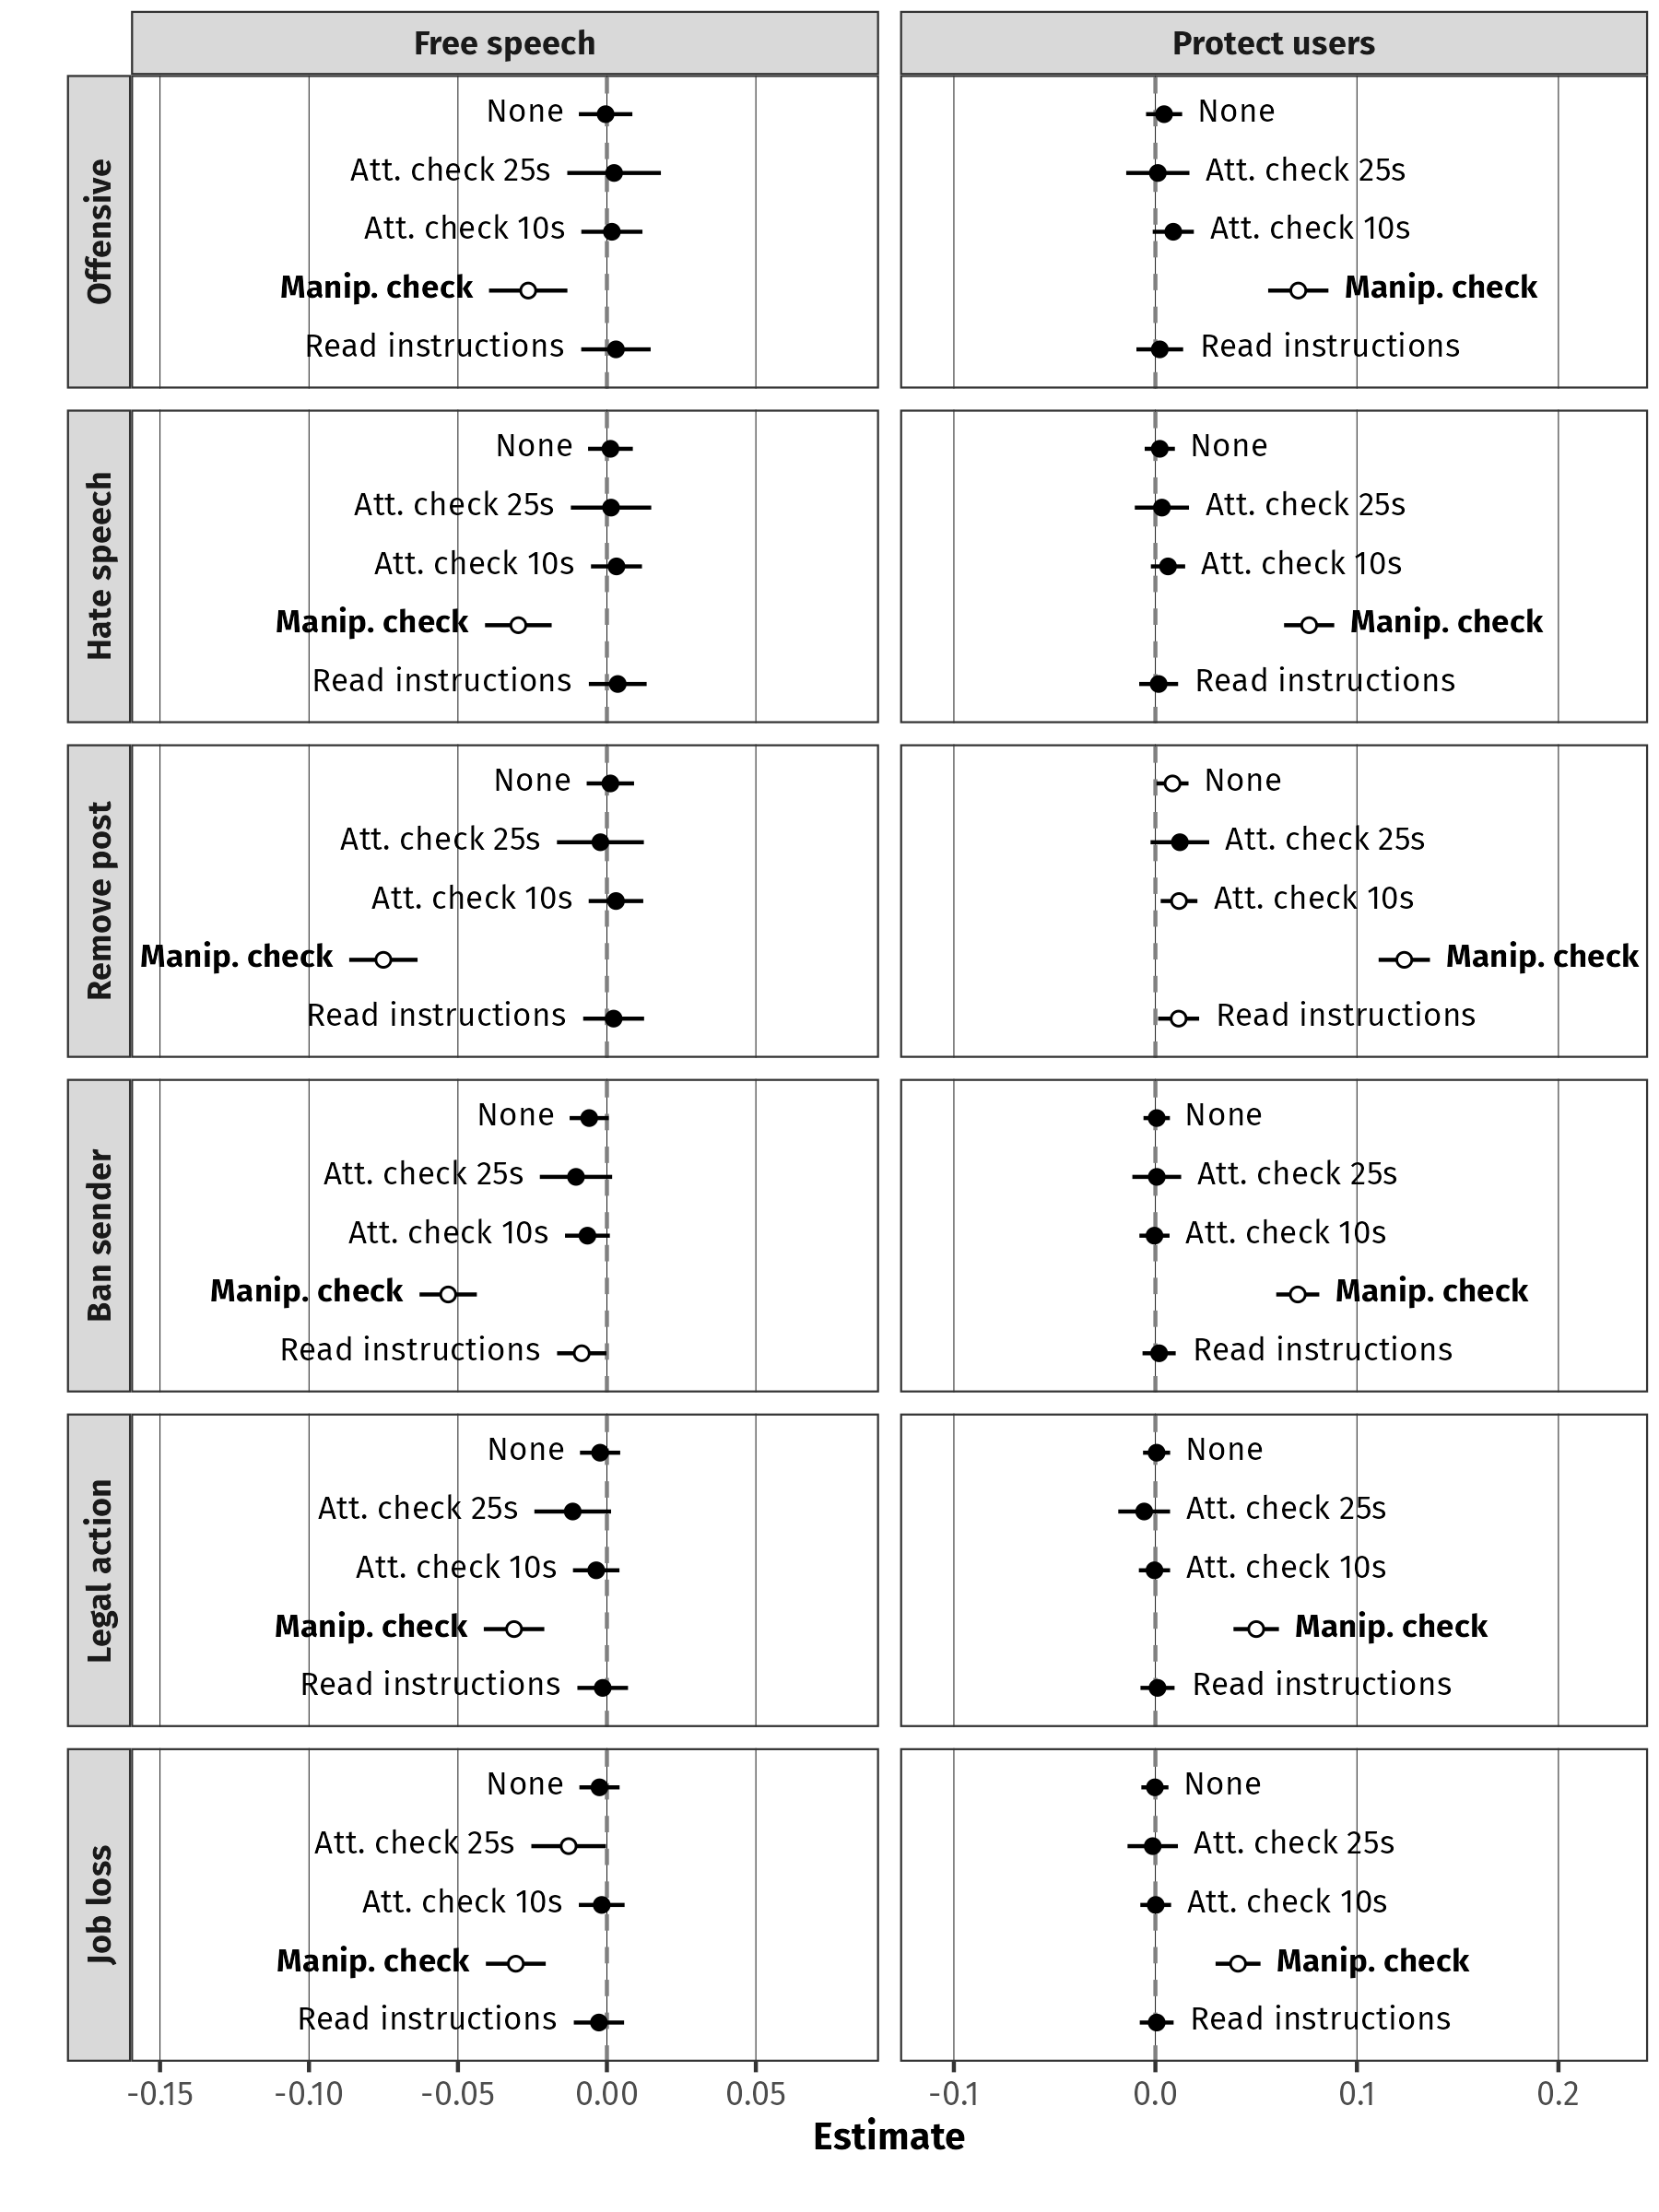 Free speech
Protect users
Offensive
None
None
Att. check 25s
Att. check 25s
Att. check 10s
Att. check 10s
Manip. check
Manip. check
Read instructions
Read instructions
Hate speech
None
None
Att. check 25s
Att. check 25s
Att. check 10s
Att. check 10s
Manip. check
Manip. check
Read instructions
Read instructions
Remove post
None
None
Att. check 25s
Att. check 25s
Att. check 10s
Att. check 10s
Manip. check
Manip. check
Read instructions
Read instructions
Ban sender
None
None
Att. check 25s
Att. check 25s
Att. check 10s
Att. check 10s
Manip. check
Manip. check
Read instructions
Read instructions
Legal action
None
None
Att. check 25s
Att. check 25s
Att. check 10s
Att. check 10s
Manip. check
Manip. check
Read instructions
Read instructions
Job loss
None
None
Att. check 25s
Att. check 25s
Att. check 10s
Att. check 10s
Manip. check
Manip. check
Read instructions
Read instructions
-0.15 -0.10 -0.05 0.00 0.05
-0.1 0.0 0.1 0.2
Estimate